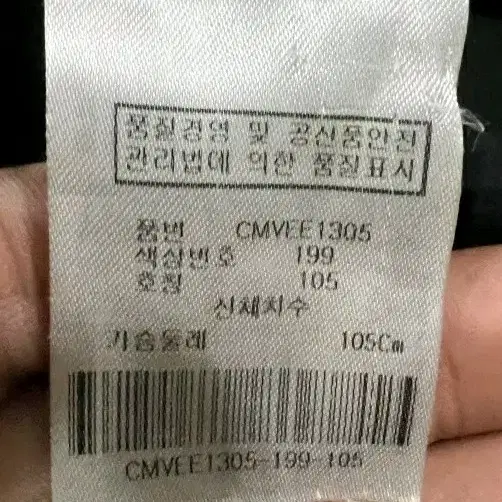 품질경영 및 공산품안전
관리법데 의한 품질표시
품번 CMVEE1305
색상번호 199
호칭 105
신체치수
가슴둘레 105Cm
CMVEE1305-199-105